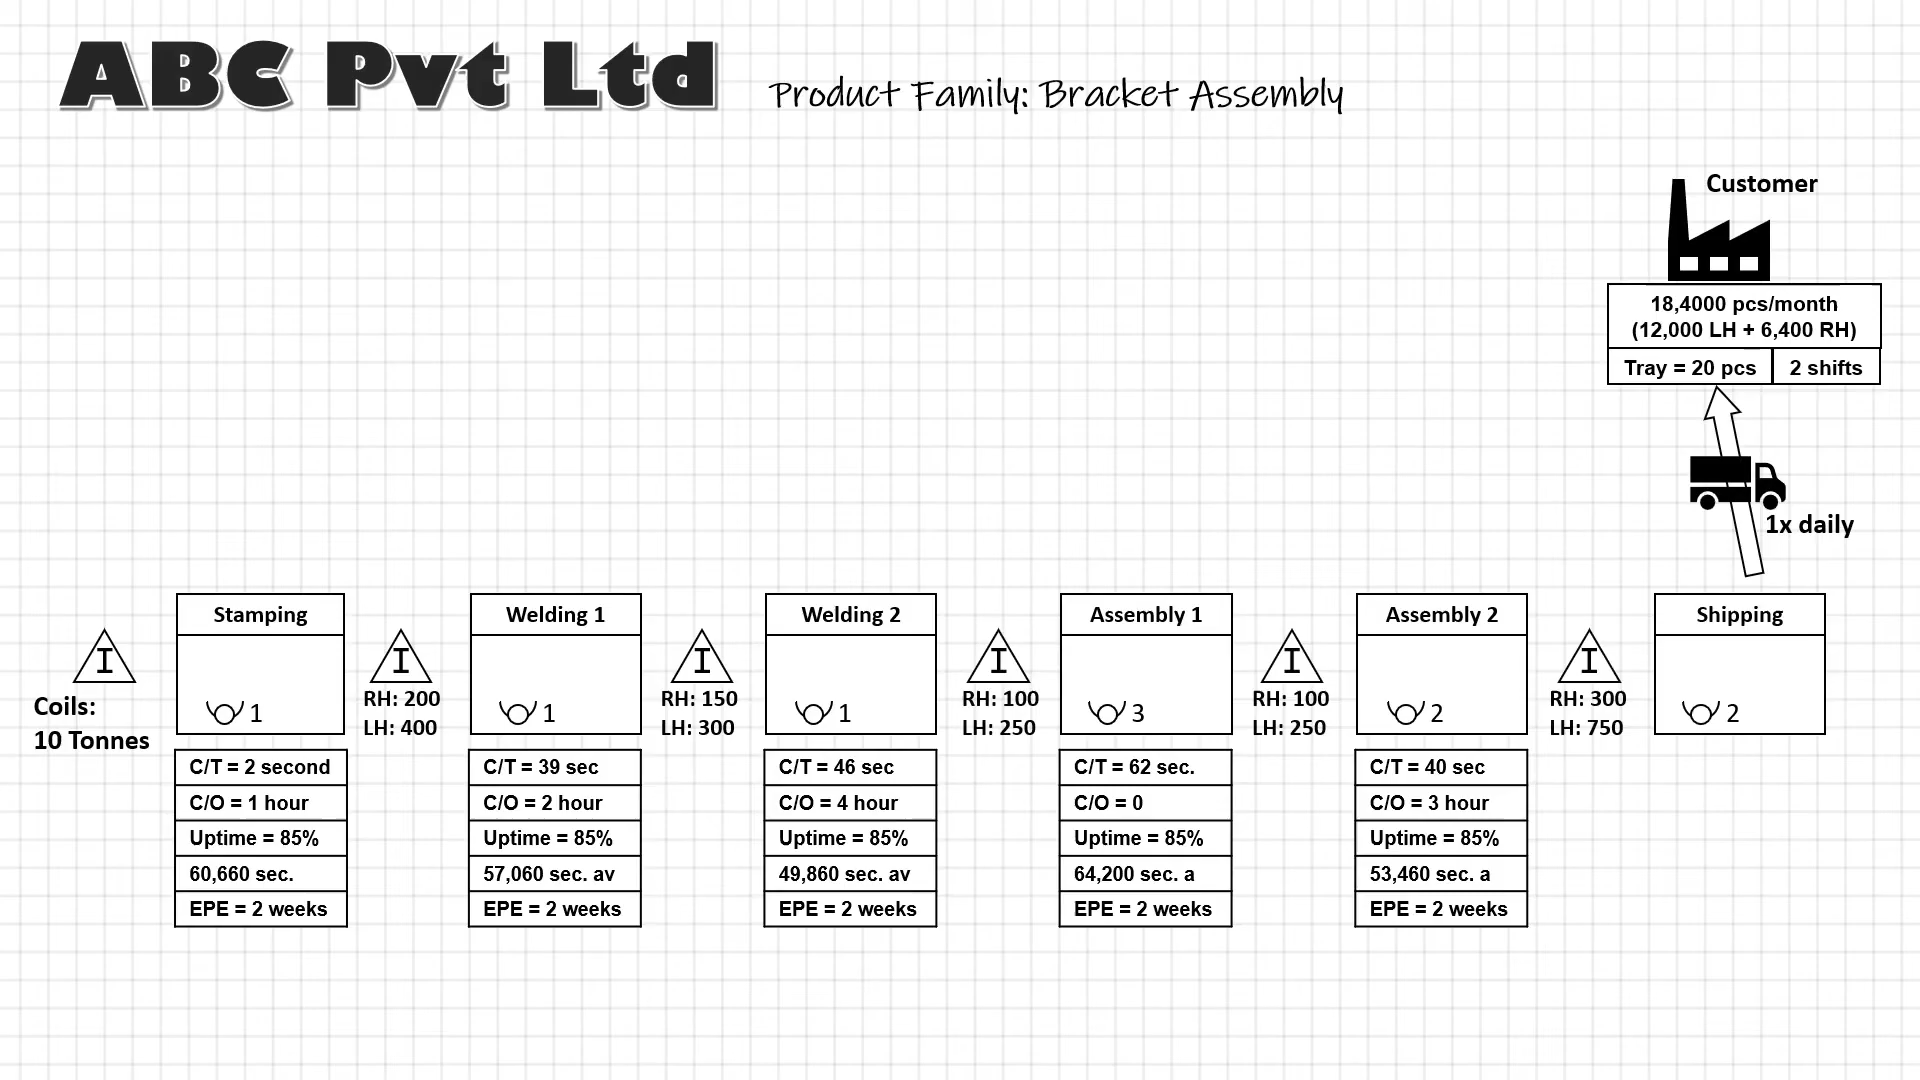 ABC Pvt Ltd
Product Family: Bracket Assembly
Customer
18,4000 pcs/month
(12,000 LH + 6,400 RH)
Tray = 20 pcs
2 shifts
1x daily
I
Coils:
10 Tonnes
Stamping
1
C/T = 2 second
C/O = 1 hour
Uptime = 85%
60,660 sec.
EPE = 2 weeks
I
RH: 200
LH: 400
Welding 1
1
C/T = 39 sec
C/O = 2 hour
Uptime = 85%
57,060 sec. av
EPE = 2 weeks
I
RH: 150
LH: 300
Welding 2
1
C/T = 46 sec
C/O = 4 hour
Uptime = 85%
49,860 sec. av
EPE = 2 weeks
I
RH: 100
LH: 250
Assembly 1
3
C/T = 62 sec.
C/O = 0
Uptime = 85%
64,200 sec. a
EPE = 2 weeks
I
RH: 100
LH: 250
Assembly 2
2
C/T = 40 sec
C/O = 3 hour
Uptime = 85%
53,460 sec. a
EPE = 2 weeks
I
RH: 300
LH: 750
Shipping
2